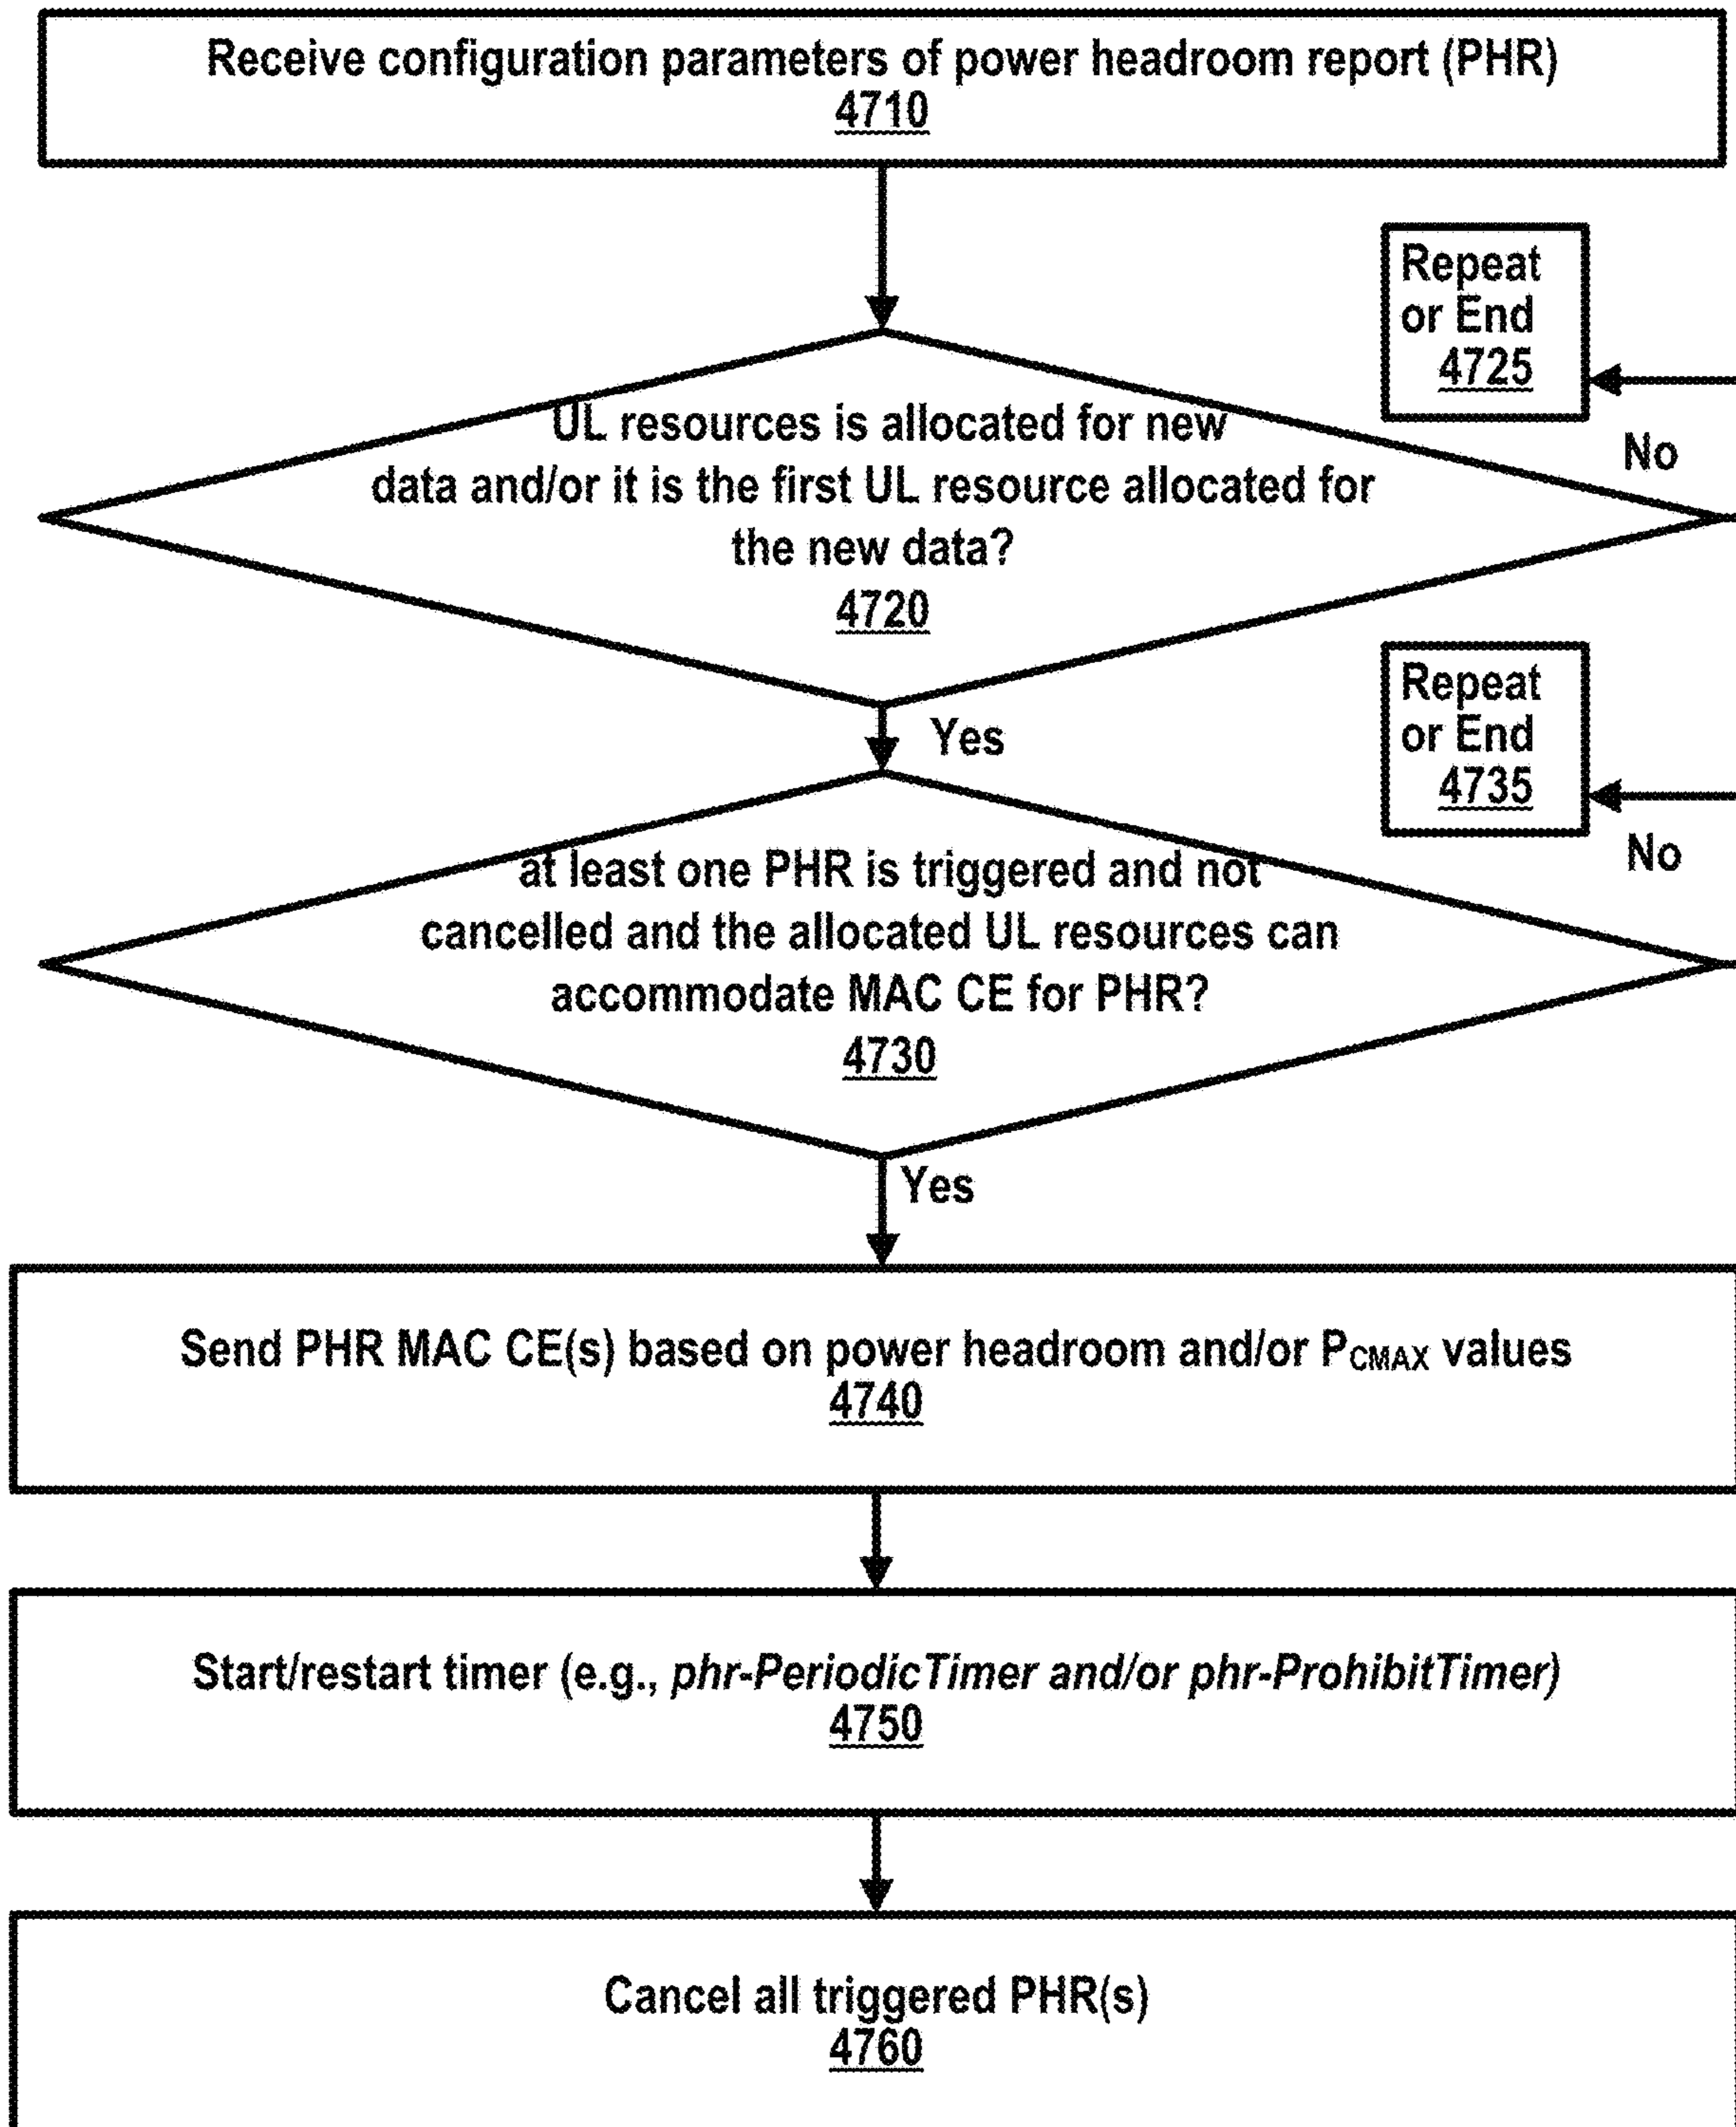 Receive configuration parameters of power headroom report (PHR)
4710
Repeat
or End
4725
No
UL resources is allocated for new
data and/or it is the first UL resource allocated for
the new data?
4720
Yes
Repeat
or End
4735
No
at least one PHR is triggered and not
cancelled and the allocated UL resources can
accommodate MAC CE for PHR?
4730
Yes
Send PHR MAC CE(s) based on power headroom and/or PCMAX values
4740
Start/restart timer (e.g., phr-PeriodicTimer and/or phr-ProhibitTimer)
4750
Cancel all triggered PHR(s)
4760